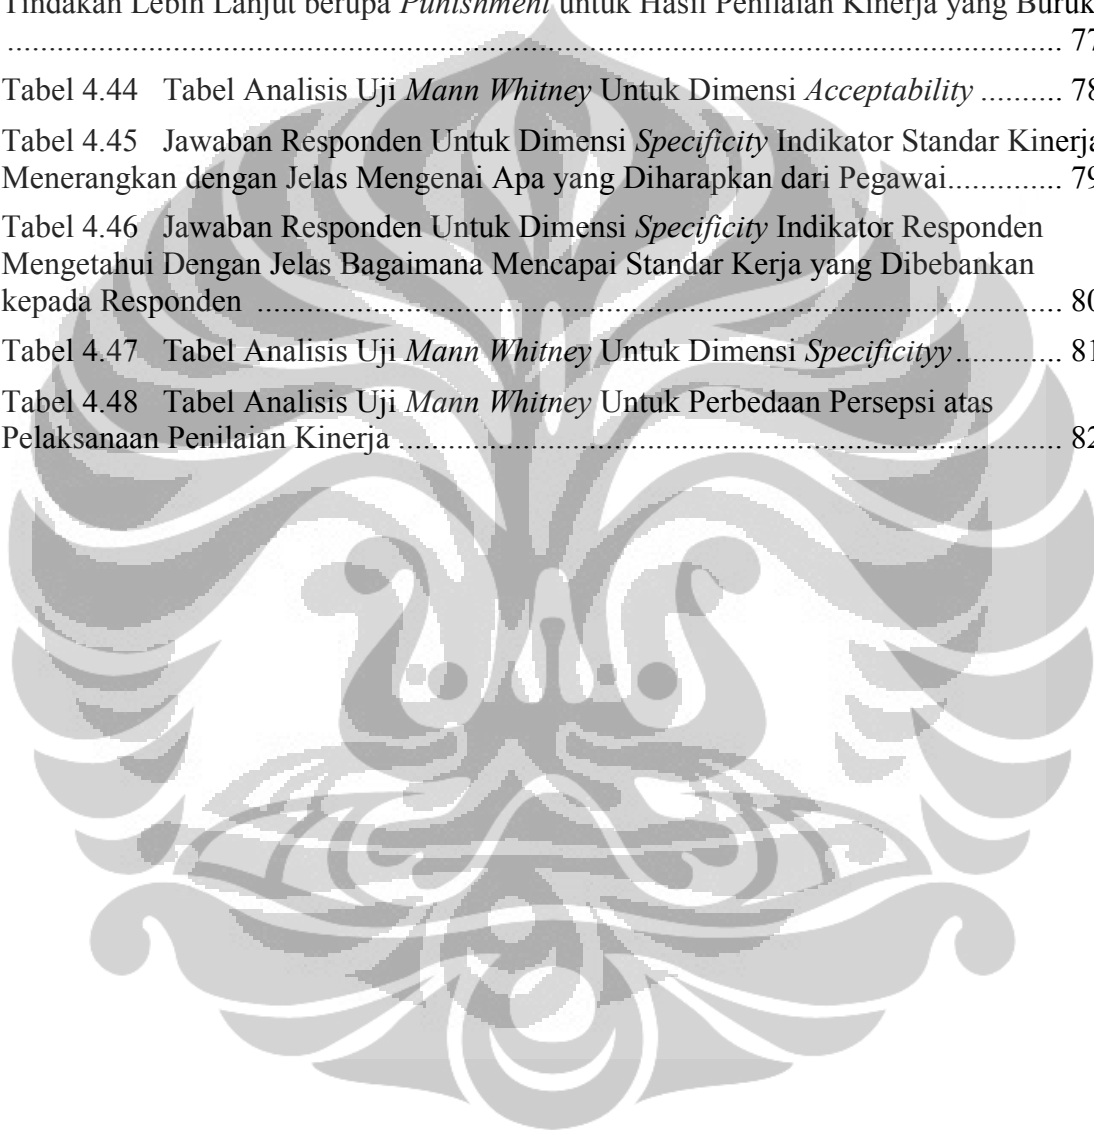 Tindakan Lebih Lanjut berupa Punishment untuk Hasil Penilaian Kinerja yang Buruk
.......................................................................................................................... 77
Tabel 4.44 Tabel Analisis Uji Mann Whitney Untuk Dimensi Acceptability .......... 78
Tabel 4.45 Jawaban Responden Untuk Dimensi Specificity Indikator Standar Kinerja
Menerangkan dengan Jelas Mengenai Apa yang Diharapkan dari Pegawai.............. 79
Tabel 4.46 Jawaban Responden Untuk Dimensi Specificity Indikator Responden
Mengetahui Dengan Jelas Bagaimana Mencapai Standar Kerja yang Dibebankan
kepada Responden .............................................................................................. 80
Tabel 4.47 Tabel Analisis Uji Mann Whitney Untuk Dimensi Specificityy ............. 81
Tabel 4.48 Tabel Analisis Uji Mann Whitney Untuk Perbedaan Persepsi atas
Pelaksanaan Penilaian Kinerja .............................................................................. 82